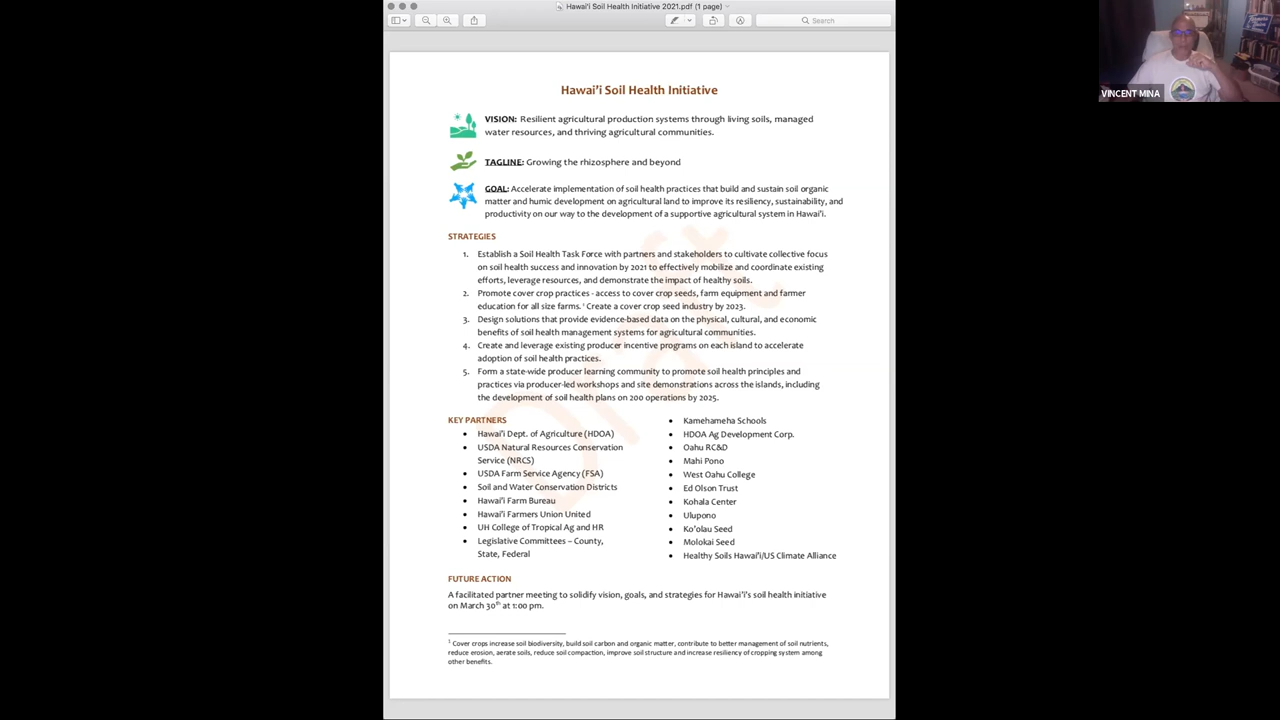 Hawai'i Soil Health Initiative 2021.pdf (1 page)
Search
VINCENT MINA
Hawai'i Soil Health Initiative
VISION: Resilient agricultural production systems through living soils, managed
water resources, and thriving agricultural communities.
TAGLINE: Growing the rhizosphere and beyond
GOAL: Accelerate implementation of soil health practices that build and sustain soil organic
matter and humic development on agricultural land to improve its resiliency, sustainability, and
productivity on our way to the development of a supportive agricultural system in Hawai'i.
STRATEGIES
1. Establish a Soil Health Task Force with partners and stakeholders to cultivate collective focus
on soil health success and innovation by 2021 to effectively mobilize and coordinate existing
efforts, leverage resources, and demonstrate the impact of healthy soils.
2. Promote cover crop practices - access to cover crop seeds, farm equipment and farmer
education for all size farms.¹ Create a cover crop seed industry by 2023.
3. Design solutions that provide evidence-based data on the physical, cultural, and economic
benefits of soil health management systems for agricultural communities.
4. Create and leverage existing producer incentive programs on each island to accelerate
adoption of soil health practices.
5. Form a state-wide producer learning community to promote soil health principles and
practices via producer-led workshops and site demonstrations across the islands, including
the development of soil health plans on 200 operations by 2025.
Draft
KEY PARTNERS
• Hawai'i Dept. of Agriculture (HDOA)
• USDA Natural Resources Conservation
Service (NRCS)
• USDA Farm Service Agency (FSA)
• Soil and Water Conservation Districts
• Hawai'i Farm Bureau
• Hawai'i Farmers Union United
• UH College of Tropical Ag and HR
• Legislative Committees – County,
State, Federal
• Kamehameha Schools
• HDOA Ag Development Corp.
• Oahu RC&D
• Mahi Pono
• West Oahu College
• Ed Olson Trust
• Kohala Center
• Ulupono
• Ko'olau Seed
• Molokai Seed
• Healthy Soils Hawai'i/US Climate Alliance
FUTURE ACTION
A facilitated partner meeting to solidify vision, goals, and strategies for Hawai'i's soil health initiative
on March 30th at 1:00 pm.
¹ Cover crops increase soil biodiversity, build soil carbon and organic matter, contribute to better management of soil nutrients,
reduce erosion, aerate soils, reduce soil compaction, improve soil structure and increase resiliency of cropping system among
other benefits.